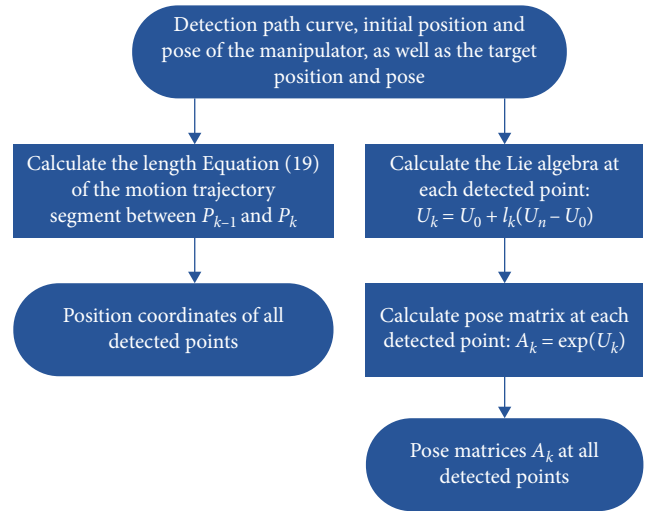 Detection path curve, initial position and
pose of the manipulator, as well as the target
position and pose
Calculate the length Equation (19)
of the motion trajectory
segment between P_{k–1} and P_k
Position coordinates of all
detected points
Calculate the Lie algebra at
each detected point:
U_k = U_0 + l_k(U_n – U_0)
Calculate pose matrix at each
detected point: A_k = exp(U_k)
Pose matrices A_k at all
detected points